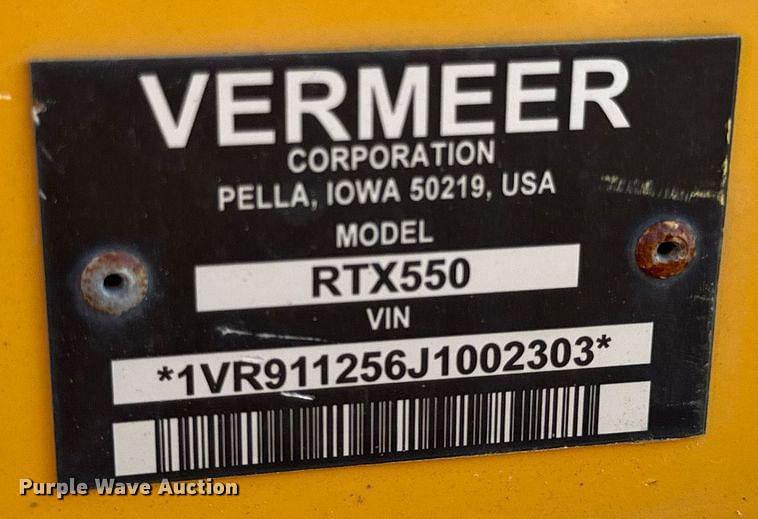 VERMEER
CORPORATION
PELLA, IOWA 50219, USA
MODEL
RTX550
VIN
*1VR911256J1002303*
Purple Wave Auction